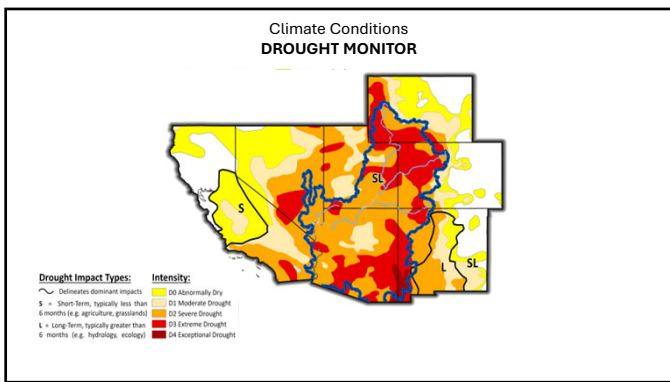 Climate Conditions
DROUGHT MONITOR
S
SL
L
SL
Drought Impact Types:
Delineates dominant impacts
S = Short-Term, typically less than
6 months (e.g. agriculture, grasslands)
L = Long-Term, typically greater than
6 months (e.g. hydrology, ecology)
Intensity:
D0 Abnormally Dry
D1 Moderate Drought
D2 Severe Drought
D3 Extreme Drought
D4 Exceptional Drought